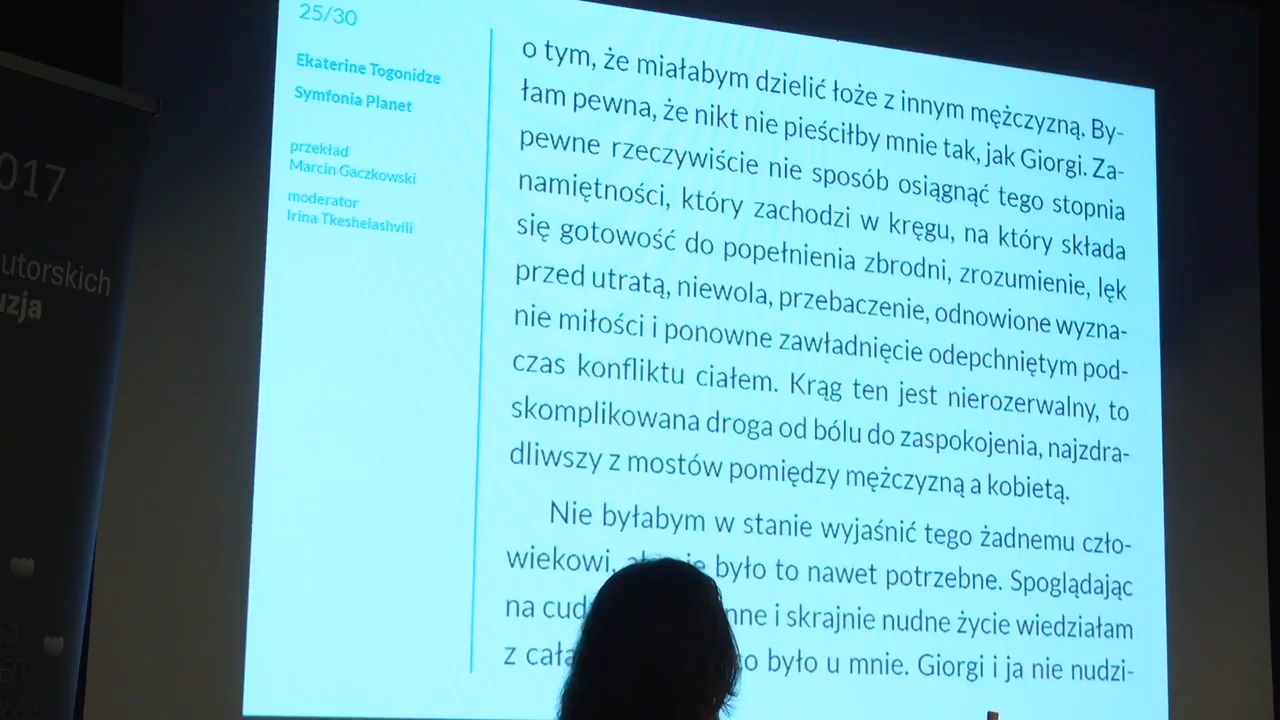 25/30
Ekaterine Togonidze
Symfonia Planet
przekład
Marcin Gaczkowski
moderator
Irina Tkeshelashvili
o tym, że miałabym dzielić łoże z innym mężczyzną. By-
łam pewna, że nikt nie pieściłby mnie tak, jak Giorgi. Za-
pewne rzeczywiście nie sposób osiągnąć tego stopnia
namiętności, który zachodzi w kręgu, na który składa
się gotowość do popełnienia zbrodni, zrozumienie, lęk
przed utratą, niewola, przebaczenie, odnowione wyzna-
nie miłości i ponowne zawładnięcie odepchniętym pod-
czas konfliktu ciałem. Krąg ten jest nierozerwalny, to
skomplikowana droga od bólu do zaspokojenia, najzdra-
dliwszy z mostów pomiędzy mężczyzną a kobietą.
Nie byłabym w stanie wyjaśnić tego żadnemu czło-
wiekowi, było to nawet potrzebne. Spoglądając
na i skrajnie nudne życie wiedziałam
z było u mnie. Giorgi i ja nie nudzi-
017
utorskich
uzja